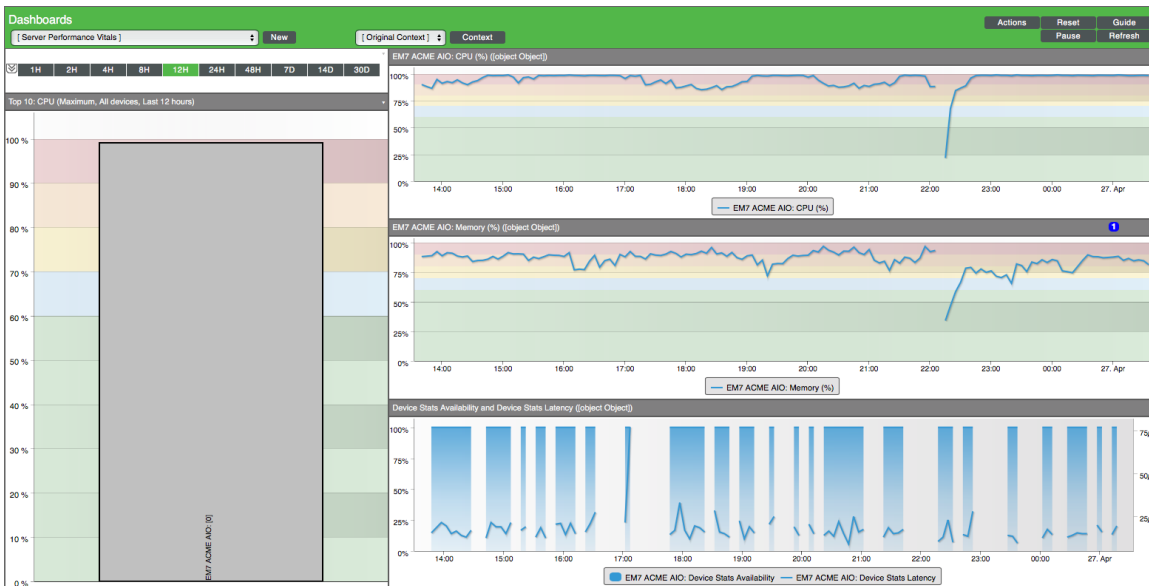 Dashboards
[ Server Performance Vitals ]
New
[ Original Context ]
Context
Actions
Reset
Guide
Pause
Refresh
1H 2H 4H 8H 12H 24H 48H 7D 14D 30D
Top 10: CPU (Maximum, All devices, Last 12 hours)
100 %
90 %
80 %
70 %
60 %
50 %
40 %
30 %
20 %
10 %
0 %
EM7 ACME AIO: [0]
EM7 ACME AIO: CPU (%) ([object Object])
100%
75%
50%
25%
0%
14:00 15:00 16:00 17:00 18:00 19:00 20:00 21:00 22:00 23:00 00:00 27. Apr
EM7 ACME AIO: CPU (%)
EM7 ACME AIO: Memory (%) ([object Object])
1
100%
75%
50%
25%
0%
14:00 15:00 16:00 17:00 18:00 19:00 20:00 21:00 22:00 23:00 00:00 27. Apr
EM7 ACME AIO: Memory (%)
Device Stats Availability and Device Stats Latency ([object Object])
100%
75%
50%
25%
0%
75µ
50µ
25µ
14:00 15:00 16:00 17:00 18:00 19:00 20:00 21:00 22:00 23:00 00:00 27. Apr
EM7 ACME AIO: Device Stats Availability
EM7 ACME AIO: Device Stats Latency